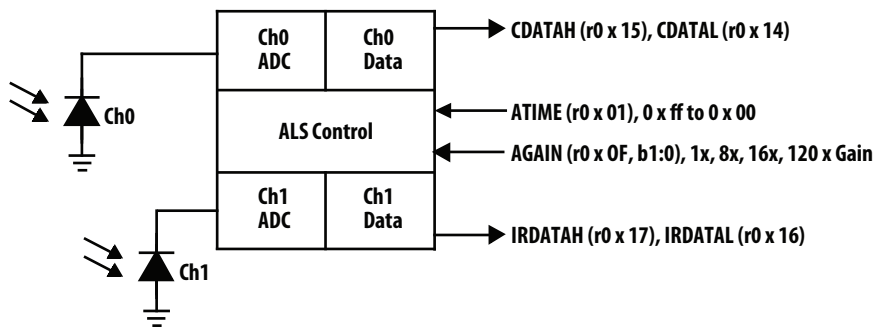 Ch0 ADC
Ch0 Data
CDATAH (r0 x 15), CDATAL (r0 x 14)
Ch0
ALS Control
ATIME (r0 x 01), 0 x ff to 0 x 00
AGAIN (r0 x OF, b1:0), 1x, 8x, 16x, 120 x Gain
Ch1 ADC
Ch1 Data
IRDATAH (r0 x 17), IRDATAL (r0 x 16)
Ch1